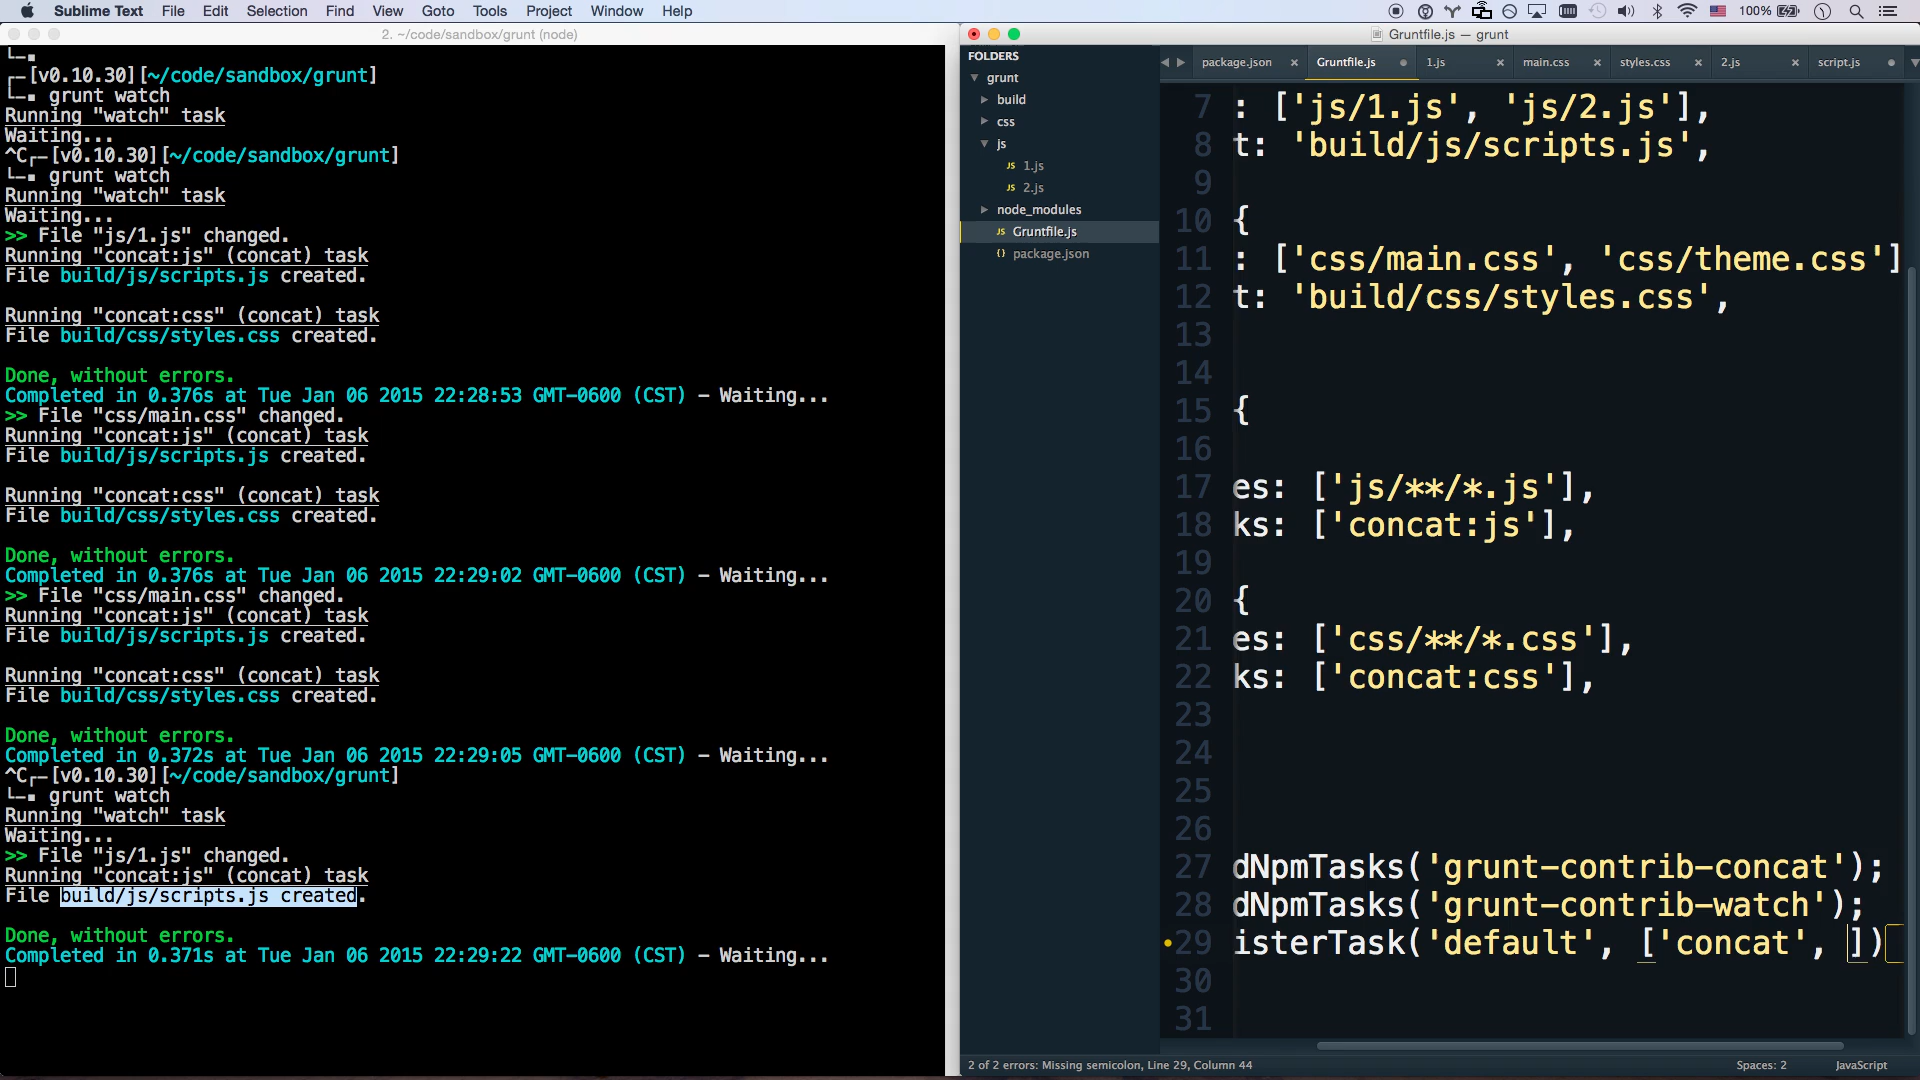 Sublime Text File Edit Selection Find View Goto Tools Project Window Help 100%
2. ~/code/sandbox/grunt (node)
[v0.10.30][~/code/sandbox/grunt]
grunt watch
Running "watch" task
Waiting...
^C[v0.10.30][~/code/sandbox/grunt]
grunt watch
Running "watch" task
Waiting...
>> File "js/1.js" changed.
Running "concat:js" (concat) task
File build/js/scripts.js created.
Running "concat:css" (concat) task
File build/css/styles.css created.
Done, without errors.
Completed in 0.376s at Tue Jan 06 2015 22:28:53 GMT-0600 (CST) - Waiting...
>> File "css/main.css" changed.
Running "concat:js" (concat) task
File build/js/scripts.js created.
Running "concat:css" (concat) task
File build/css/styles.css created.
Done, without errors.
Completed in 0.376s at Tue Jan 06 2015 22:29:02 GMT-0600 (CST) - Waiting...
>> File "css/main.css" changed.
Running "concat:js" (concat) task
File build/js/scripts.js created.
Running "concat:css" (concat) task
File build/css/styles.css created.
Done, without errors.
Completed in 0.372s at Tue Jan 06 2015 22:29:05 GMT-0600 (CST) - Waiting...
^C[v0.10.30][~/code/sandbox/grunt]
grunt watch
Running "watch" task
Waiting...
>> File "js/1.js" changed.
Running "concat:js" (concat) task
File build/js/scripts.js created.
Done, without errors.
Completed in 0.371s at Tue Jan 06 2015 22:29:22 GMT-0600 (CST) - Waiting...
Gruntfile.js — grunt
FOLDERS
grunt
build
css
js
JS 1.js
JS 2.js
node_modules
JS Gruntfile.js
{} package.json
package.json Gruntfile.js 1.js main.css styles.css 2.js script.js
7 : ['js/1.js', 'js/2.js'],
8 t: 'build/js/scripts.js',
9
10 {
11 : ['css/main.css', 'css/theme.css']
12 t: 'build/css/styles.css',
13
14
15 {
16
17 es: ['js/**/*.js'],
18 ks: ['concat:js'],
19
20 {
21 es: ['css/**/*.css'],
22 ks: ['concat:css'],
23
24
25
26
27 dNpmTasks('grunt-contrib-concat');
28 dNpmTasks('grunt-contrib-watch');
29 isterTask('default', ['concat', ])
30
31
2 of 2 errors: Missing semicolon, Line 29, Column 44 Spaces: 2 JavaScript